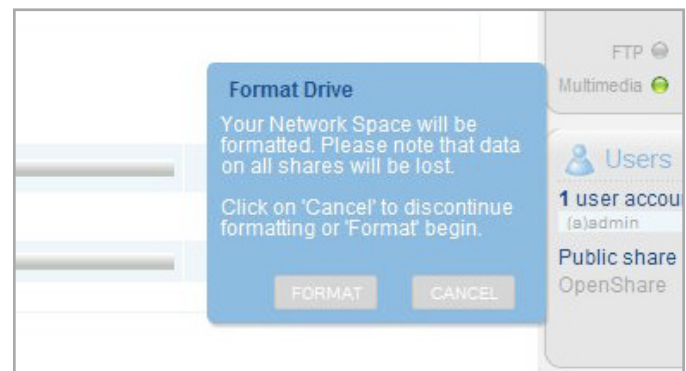 FTP
Multimedia
Format Drive
Your Network Space will be
formatted. Please note that data
on all shares will be lost.
Click on 'Cancel' to discontinue
formatting or 'Format' begin.
FORMAT
CANCEL
Users
1 user accou
(a)admin
Public share
OpenShare